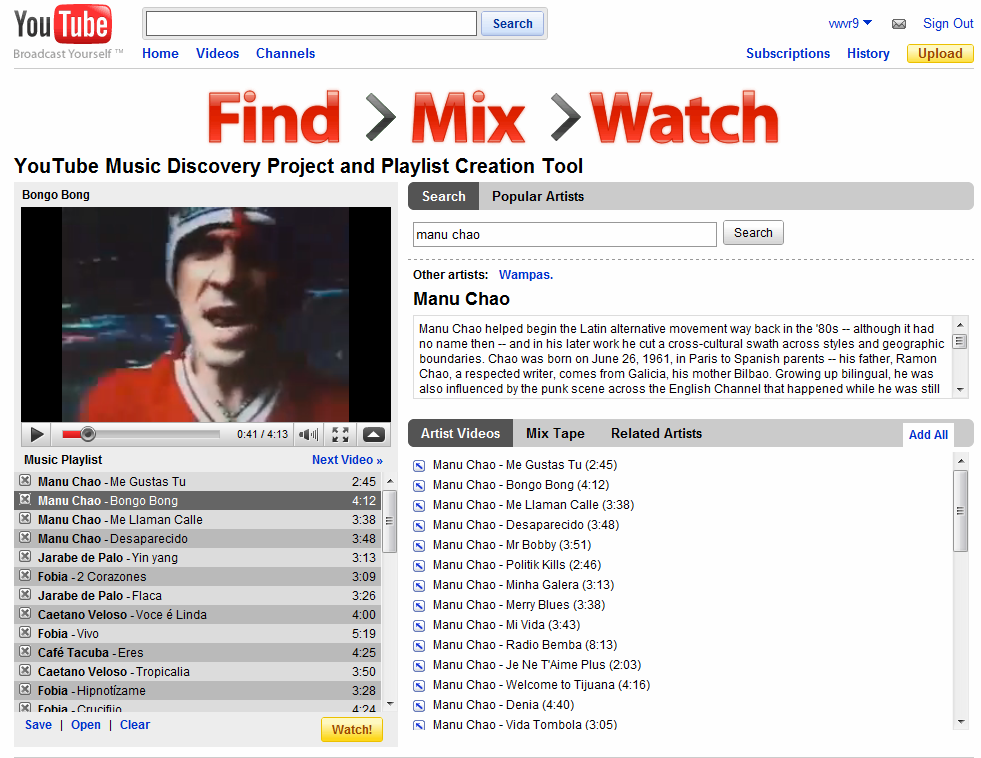 YouTube
Broadcast Yourself™
Search
vwvr9
Sign Out
Home Videos Channels
Subscriptions History Upload
Find > Mix > Watch
YouTube Music Discovery Project and Playlist Creation Tool
Bongo Bong
0:41 / 4:13
Music Playlist Next Video »
Manu Chao - Me Gustas Tu 2:45
Manu Chao - Bongo Bong 4:12
Manu Chao - Me Llaman Calle 3:38
Manu Chao - Desaparecido 3:48
Jarabe de Palo - Yin yang 3:13
Fobia - 2 Corazones 3:09
Jarabe de Palo - Flaca 3:26
Caetano Veloso - Voce é Linda 4:00
Fobia - Vivo 5:19
Café Tacuba - Eres 4:25
Caetano Veloso - Tropicalia 3:50
Fobia - Hipnotízame 3:28
Fobia - Crucifijo 4:24
Save | Open | Clear Watch!
Search Popular Artists
manu chao Search
Other artists: Wampas.
Manu Chao
Manu Chao helped begin the Latin alternative movement way back in the '80s -- although it had
no name then -- and in his later work he cut a cross-cultural swath across styles and geographic
boundaries. Chao was born on June 26, 1961, in Paris to Spanish parents -- his father, Ramon
Chao, a respected writer, comes from Galicia, his mother Bilbao. Growing up bilingual, he was
also influenced by the punk scene across the English Channel that happened while he was still
Artist Videos Mix Tape Related Artists Add All
Manu Chao - Me Gustas Tu (2:45)
Manu Chao - Bongo Bong (4:12)
Manu Chao - Me Llaman Calle (3:38)
Manu Chao - Desaparecido (3:48)
Manu Chao - Mr Bobby (3:51)
Manu Chao - Politik Kills (2:46)
Manu Chao - Minha Galera (3:13)
Manu Chao - Merry Blues (3:38)
Manu Chao - Mi Vida (3:43)
Manu Chao - Radio Bemba (8:13)
Manu Chao - Je Ne T'Aime Plus (2:03)
Manu Chao - Welcome to Tijuana (4:16)
Manu Chao - Denia (4:40)
Manu Chao - Vida Tombola (3:05)